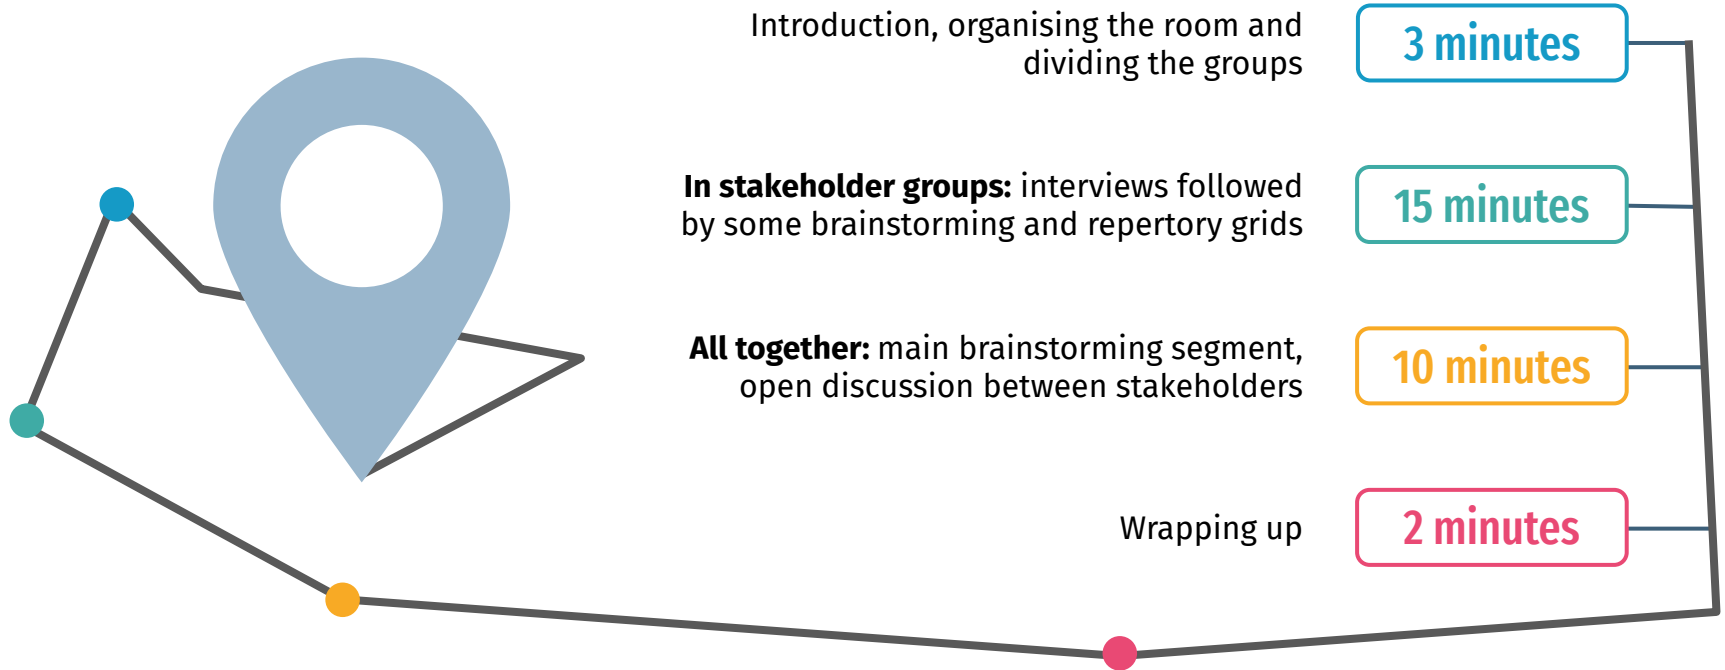 Introduction, organising the room and
dividing the groups
3 minutes
In stakeholder groups: interviews followed
by some brainstorming and repertory grids
15 minutes
All together: main brainstorming segment,
open discussion between stakeholders
10 minutes
Wrapping up
2 minutes